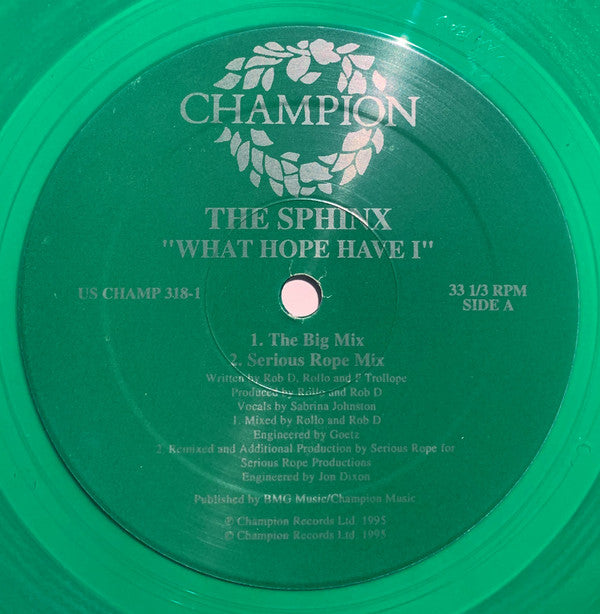 CHAMPION
THE SPHINX
"WHAT HOPE HAVE I"
US CHAMP 318-1
33 1/3 RPM
SIDE A
1. The Big Mix
2. Serious Rope Mix
Written by Rob D, Rollo and F Trollope
Produced by Rollo and Rob D
Vocals by Sabrina Johnston
1. Mixed by Rollo and Rob D
Engineered by Goetz
2. Remixed and Additional Production by Serious Rope for
Serious Rope Productions
Engineered by Jon Dixon
Published by BMG Music/Champion Music
℗ Champion Records Ltd. 1995
© Champion Records Ltd. 1995